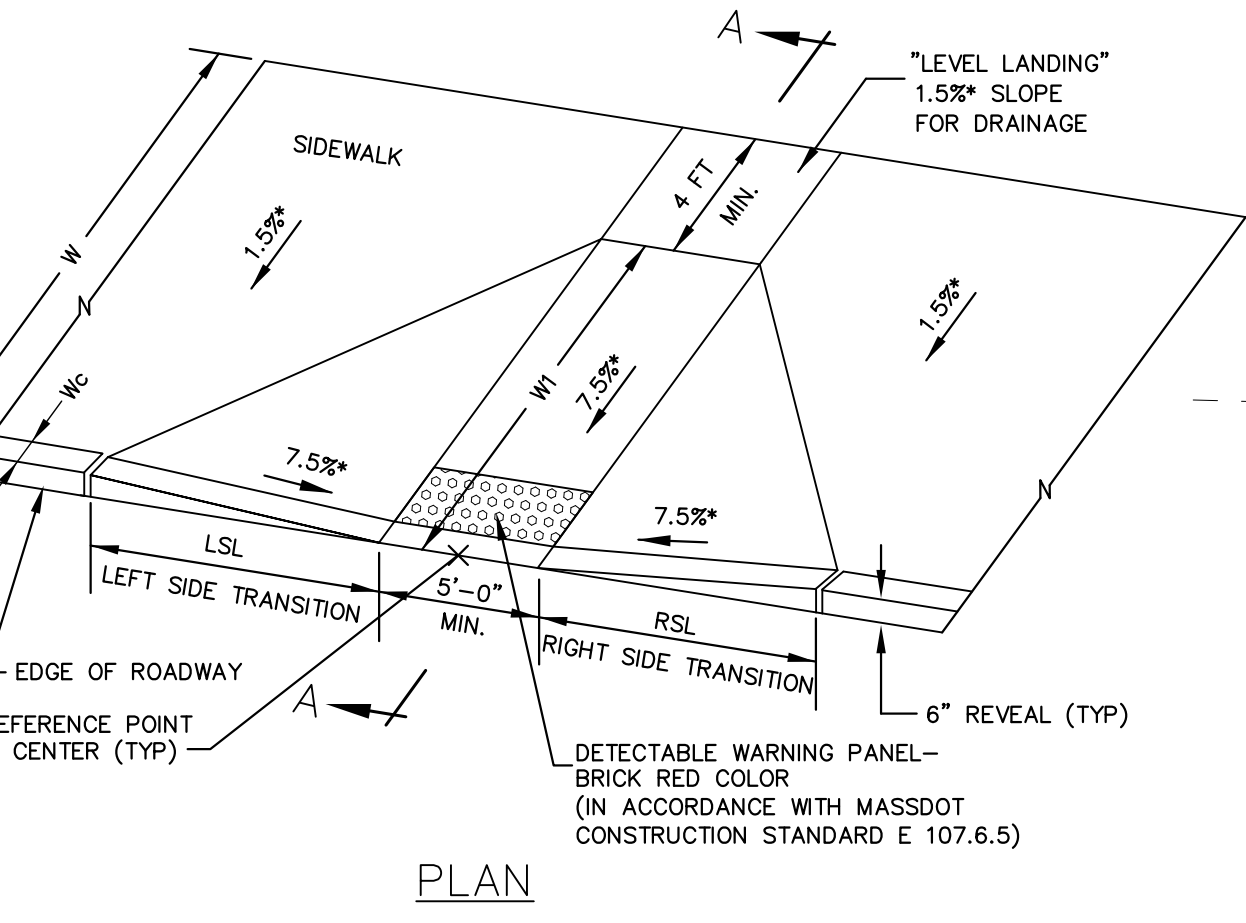 A
"LEVEL LANDING"
1.5%* SLOPE
FOR DRAINAGE
SIDEWALK
4 FT
MIN.
1.5%*
W
N
1.5%*
Wc
W1
7.5%*
7.5%*
7.5%*
N
LSL
LEFT SIDE TRANSITION
5'-0"
MIN.
RSL
RIGHT SIDE TRANSITION
EDGE OF ROADWAY
A
EFERENCE POINT
CENTER (TYP)
6" REVEAL (TYP)
DETECTABLE WARNING PANEL-
BRICK RED COLOR
(IN ACCORDANCE WITH MASSDOT
CONSTRUCTION STANDARD E 107.6.5)
PLAN